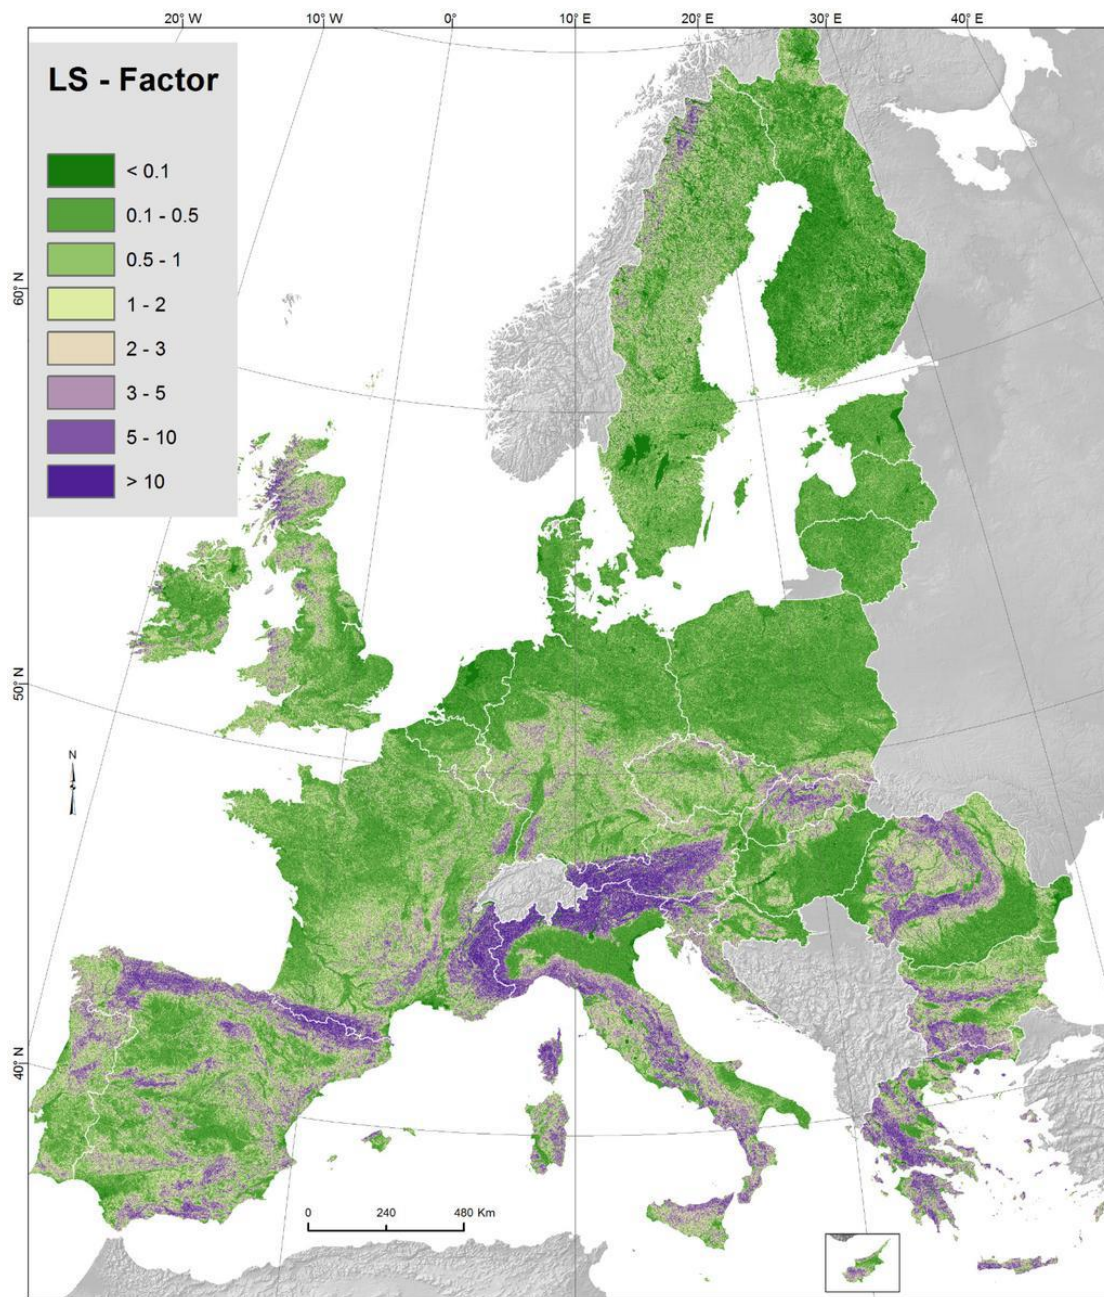 20° W
10° W
0°
10° E
20° E
30° E
40° E
LS - Factor
< 0.1
0.1 - 0.5
0.5 - 1
1 - 2
2 - 3
3 - 5
5 - 10
> 10
60° N
50° N
N
40° N
0 240 480 Km